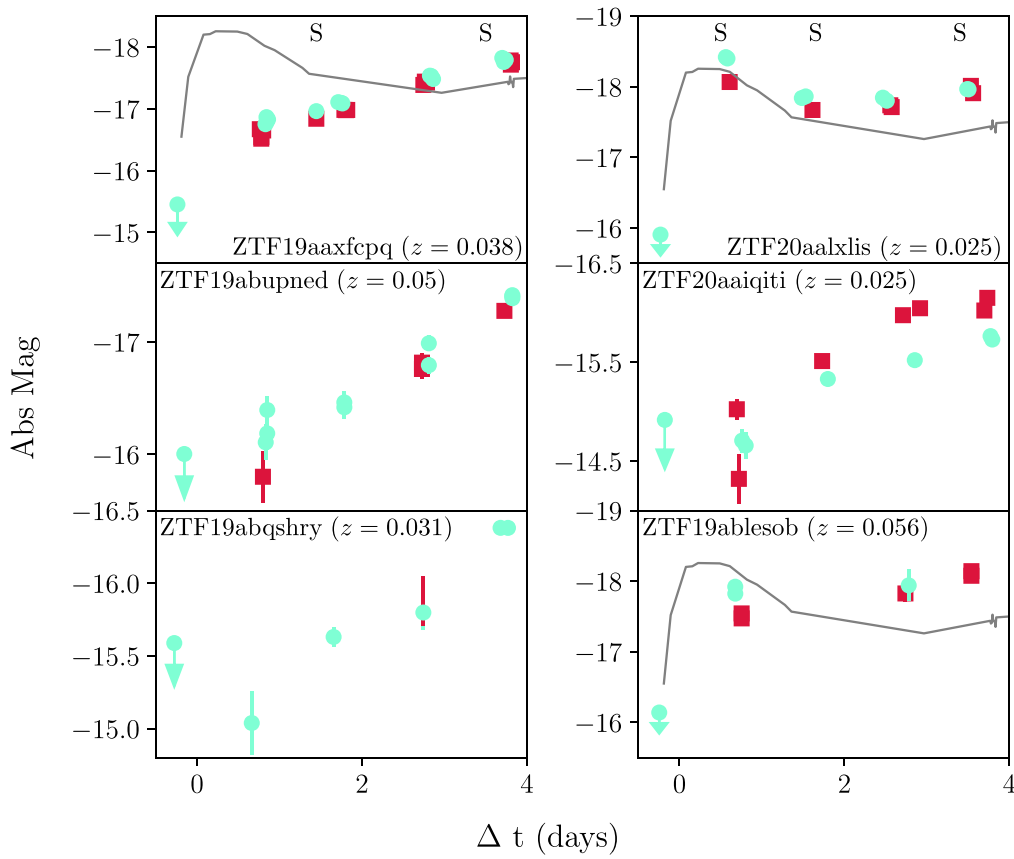 S S
−18
−17
−16
−15
ZTF19aaxfcpq (z = 0.038)
−19
S S S
−18
−17
−16
ZTF20aalxlis (z = 0.025)
ZTF19abupned (z = 0.05)
−17
−16
−16.5
ZTF20aaiqiti (z = 0.025)
−15.5
−14.5
−16.5
ZTF19abqshry (z = 0.031)
−16.0
−15.5
−15.0
−19
ZTF19ablesob (z = 0.056)
−18
−17
−16
0 2 4
0 2 4
Abs Mag
Δ t (days)